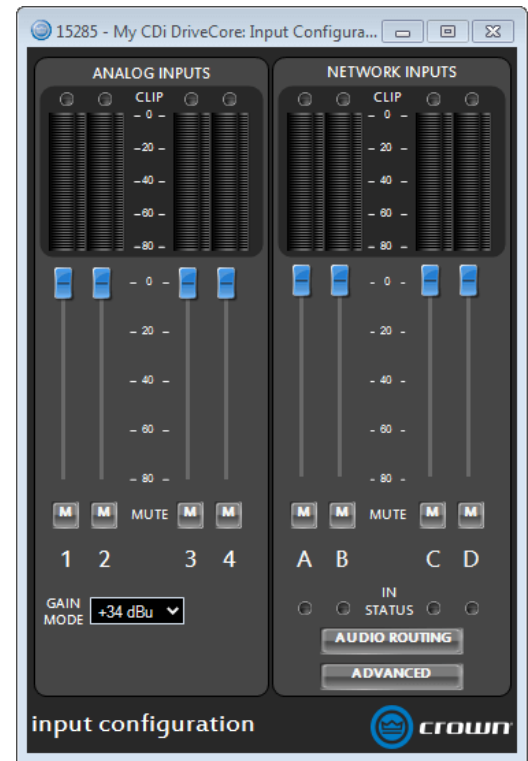 15285 - My CDi DriveCore: Input Configura...
ANALOG INPUTS
CLIP
- 0 -
-20 -
-40 -
-60 -
-80 -
- 0 -
- 20 -
- 40 -
- 60 -
- 80 -
M M MUTE M M
1 2 3 4
GAIN
MODE
+34 dBu
NETWORK INPUTS
CLIP
- 0 -
- 20 -
- 40 -
- 60 -
- 80 -
- 0 -
- 20 -
- 40 -
- 60 -
- 80 -
M M MUTE M M
A B C D
IN
STATUS
AUDIO ROUTING
ADVANCED
input configuration
crown